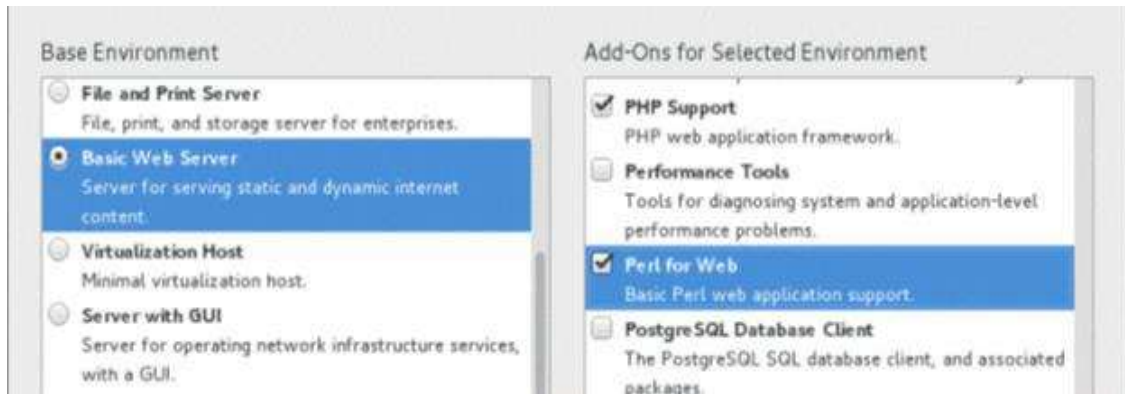 Base Environment
File and Print Server
File, print, and storage server for enterprises.
Basic Web Server
Server for serving static and dynamic internet
content.
Virtualization Host
Minimal virtualization host.
Server with GUI
Server for operating network infrastructure services,
with a GUI.
Add-Ons for Selected Environment
PHP Support
PHP web application framework.
Performance Tools
Tools for diagnosing system and application-level
performance problems.
Perl for Web
Basic Perl web application support.
PostgreSQL Database Client
The PostgreSQL SQL database client, and associated
packages.